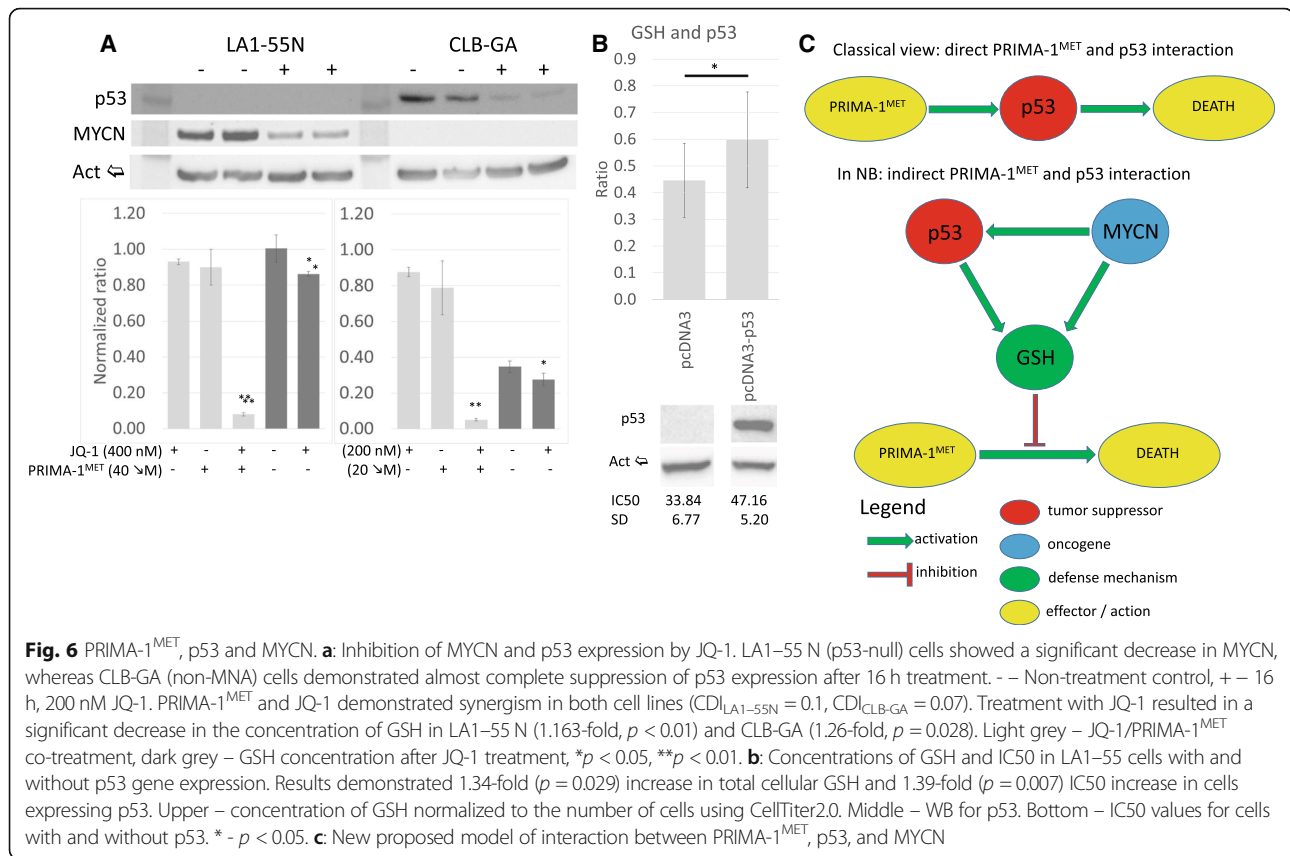 A
LA1-55N
CLB-GA
- - + +
- - + +
p53
MYCN
Act ⇦
Normalized ratio
1.20
1.00
0.80
0.60
0.40
0.20
0.00
1.20
1.00
0.80
0.60
0.40
0.20
0.00
*
*
**
**
**
*
JQ-1 (400 nM) + - + - +
PRIMA-1MET (40 ↘M) - + + - -
(200 nM) + - + - +
(20 ↘M) - + + - -
B
GSH and p53
0.9
0.8
0.7
0.6
0.5
0.4
0.3
0.2
0.1
0.0
Ratio
*
pcDNA3
pcDNA3-p53
p53
Act ⇦
IC50 33.84 47.16
SD 6.77 5.20
C
Classical view: direct PRIMA-1MET and p53 interaction
PRIMA-1MET
p53
DEATH
In NB: indirect PRIMA-1MET and p53 interaction
p53
MYCN
GSH
PRIMA-1MET
DEATH
Legend
activation
inhibition
tumor suppressor
oncogene
defense mechanism
effector / action
Fig. 6 PRIMA-1MET, p53 and MYCN. a: Inhibition of MYCN and p53 expression by JQ-1. LA1–55 N (p53-null) cells showed a significant decrease in MYCN,
whereas CLB-GA (non-MNA) cells demonstrated almost complete suppression of p53 expression after 16 h treatment. - – Non-treatment control, + – 16
h, 200 nM JQ-1. PRIMA-1MET and JQ-1 demonstrated synergism in both cell lines (CDILA1–55N = 0.1, CDICLB-GA = 0.07). Treatment with JQ-1 resulted in a
significant decrease in the concentration of GSH in LA1–55 N (1.163-fold, p < 0.01) and CLB-GA (1.26-fold, p = 0.028). Light grey – JQ-1/PRIMA-1MET
co-treatment, dark grey – GSH concentration after JQ-1 treatment, *p < 0.05, **p < 0.01. b: Concentrations of GSH and IC50 in LA1–55 cells with and
without p53 gene expression. Results demonstrated 1.34-fold (p = 0.029) increase in total cellular GSH and 1.39-fold (p = 0.007) IC50 increase in cells
expressing p53. Upper – concentration of GSH normalized to the number of cells using CellTiter2.0. Middle – WB for p53. Bottom – IC50 values for cells
with and without p53. * - p < 0.05. c: New proposed model of interaction between PRIMA-1MET, p53, and MYCN